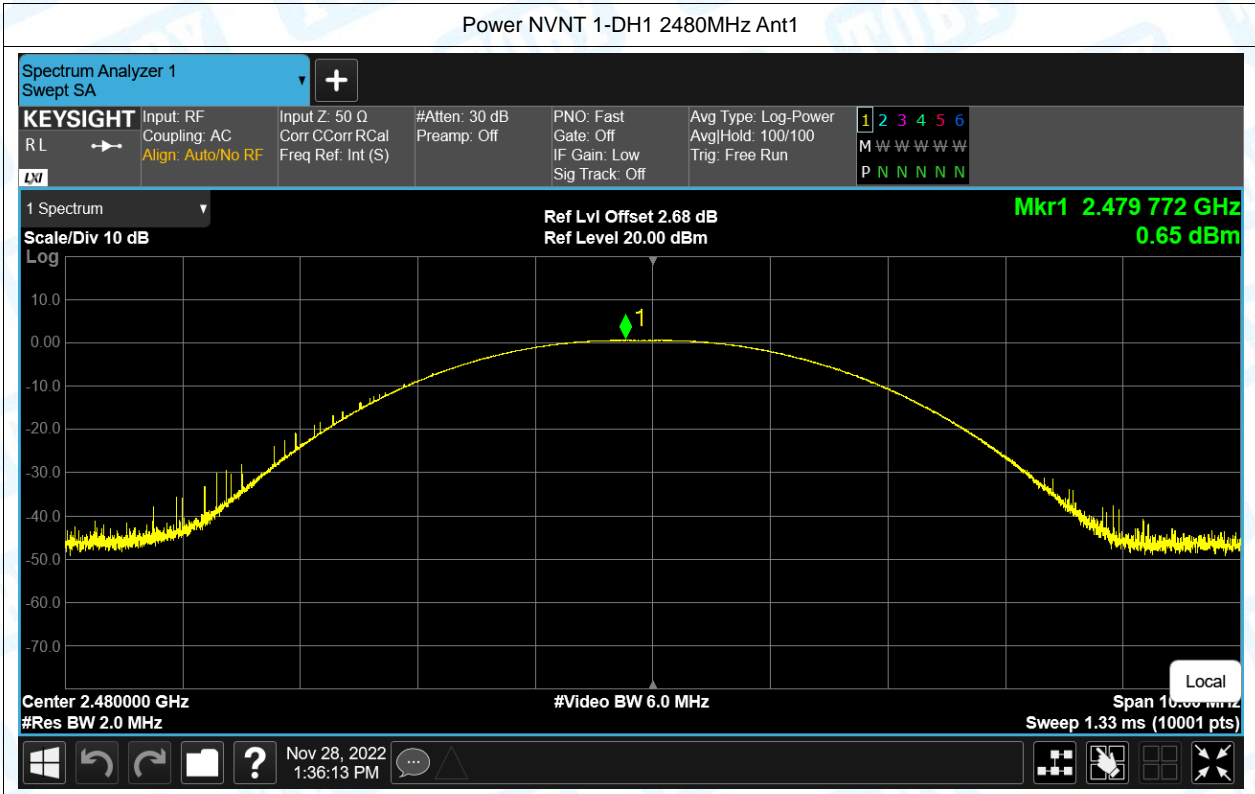 Power NVNT 1-DH1 2480MHz Ant1
Spectrum Analyzer 1
Swept SA
KEYSIGHT
RL
LXI
Input: RF
Coupling: AC
Align: Auto/No RF
Input Z: 50 Ω
Corr CCorr RCal
Freq Ref: Int (S)
#Atten: 30 dB
Preamp: Off
PNO: Fast
Gate: Off
IF Gain: Low
Sig Track: Off
Avg Type: Log-Power
Avg|Hold: 100/100
Trig: Free Run
1 2 3 4 5 6
M W W W W W
P N N N N N
1 Spectrum
Scale/Div 10 dB
Ref Lvl Offset 2.68 dB
Ref Level 20.00 dBm
Mkr1 2.479 772 GHz
0.65 dBm
Log
10.0
0.00
-10.0
-20.0
-30.0
-40.0
-50.0
-60.0
-70.0
1
Local
Center 2.480000 GHz
#Video BW 6.0 MHz
Span 10.00 MHz
#Res BW 2.0 MHz
Sweep 1.33 ms (10001 pts)
?
Nov 28, 2022
1:36:13 PM